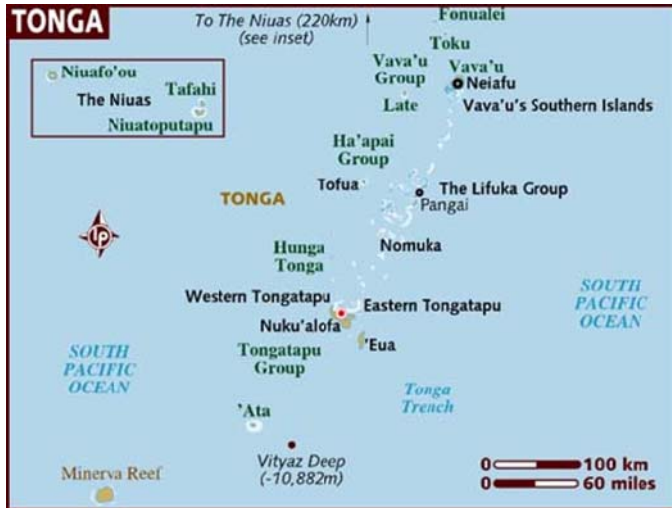 TONGA
To The Niuas (220km)
(see inset)
Fonualei
Toku
Vava'u
Neiafu
Vava'u
Group
Late
Vava'u's Southern Islands
Niuafo'ou
The Niuas
Tafahi
Niuatoputapu
Ha'apai
Group
Tofua
The Lifuka Group
Pangai
TONGA
Nomuka
Hunga
Tonga
Western Tongatapu
Eastern Tongatapu
Nuku'alofa
'Eua
Tongatapu
Group
SOUTH
PACIFIC
OCEAN
SOUTH
PACIFIC
OCEAN
Tonga
Trench
'Ata
Vityaz Deep
(-10,882m)
Minerva Reef
lp
0 100 km
0 60 miles